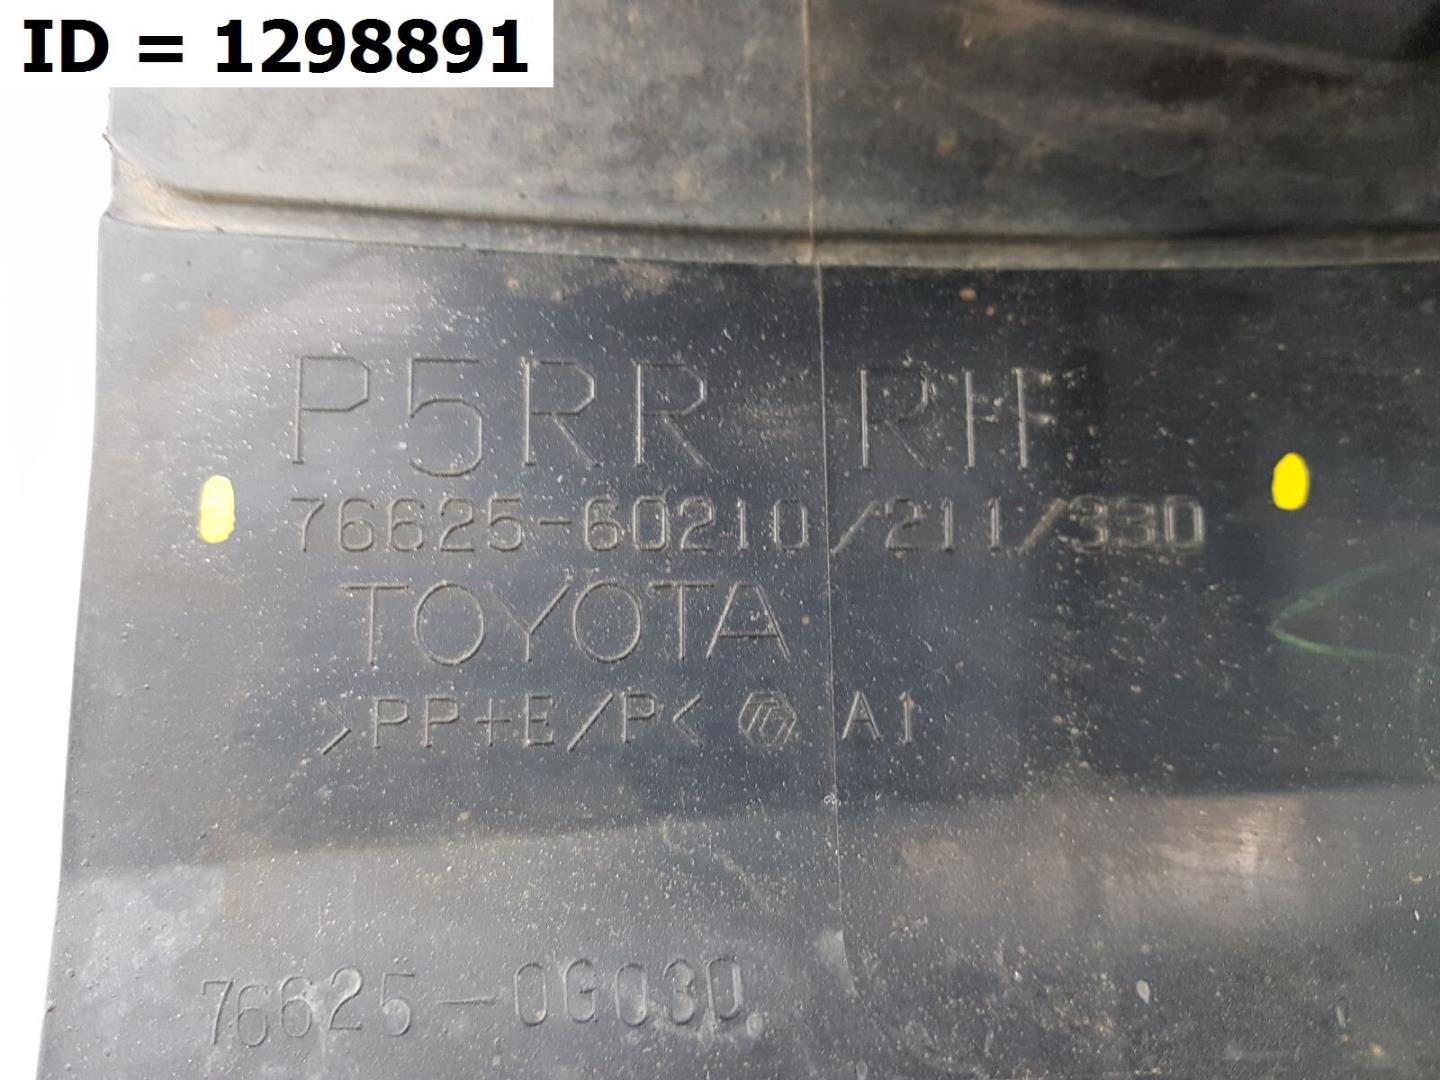 ID = 1298891
P5RR RH
76625-60210/211/330
TOYOTA
>PP+E/P< A1
76625-0G030